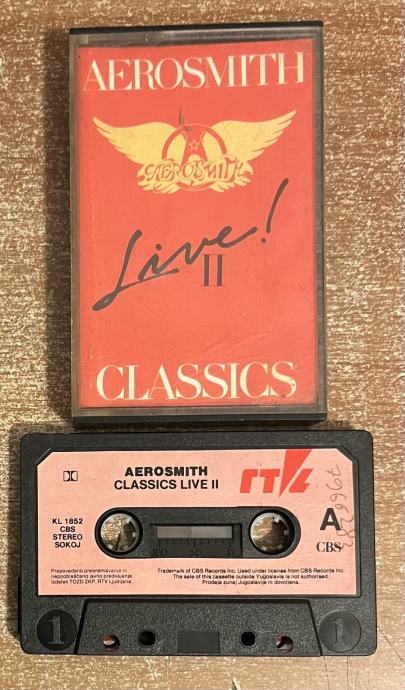 AEROSMITH
AEROSMITH
Live!
II
CLASSICS
AEROSMITH
CLASSICS LIVE II
KL 1852
CBS
STEREO
SOKOJ
A
CBS
100
Prepovedano presnemavanje in
nepooblaščeno javno predvajanje.
Izdelek TOZD ZKP, RTV Ljubljana.
Trademark of CBS Records Inc. Used under license from CBS Records Inc.
The sale of this cassette outside Yugoslavia is not authorised.
Prodaja zunaj Jugoslavije ni dovoljena.
1
1